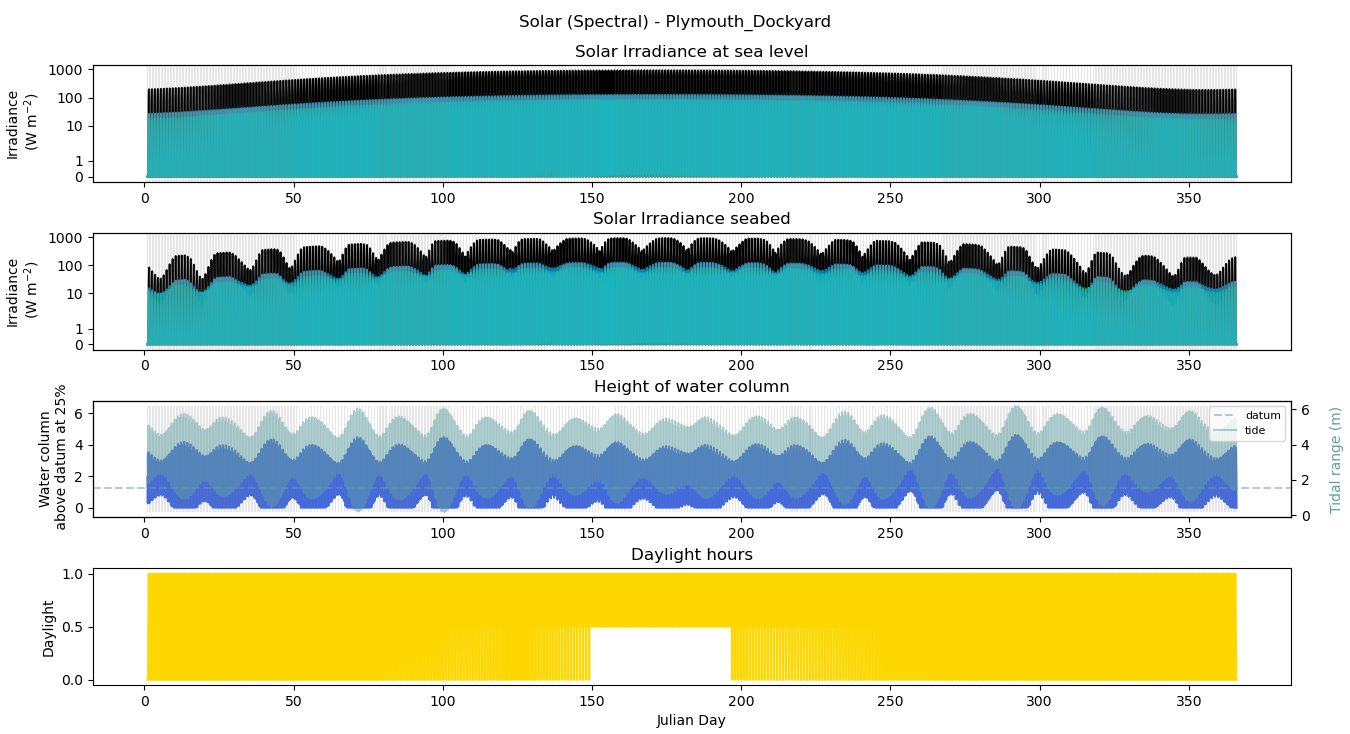 Solar (Spectral) - Plymouth_Dockyard
Solar Irradiance at sea level
Irradiance
(W m⁻²)
1000
100
10
1
0
0 50 100 150 200 250 300 350
Solar Irradiance seabed
Irradiance
(W m⁻²)
1000
100
10
1
0
0 50 100 150 200 250 300 350
Height of water column
Water column
above datum at 25%
6
4
2
0
datum
tide
6
4
2
0
Tidal range (m)
0 50 100 150 200 250 300 350
Daylight hours
Daylight
1.0
0.5
0.0
0 50 100 150 200 250 300 350
Julian Day